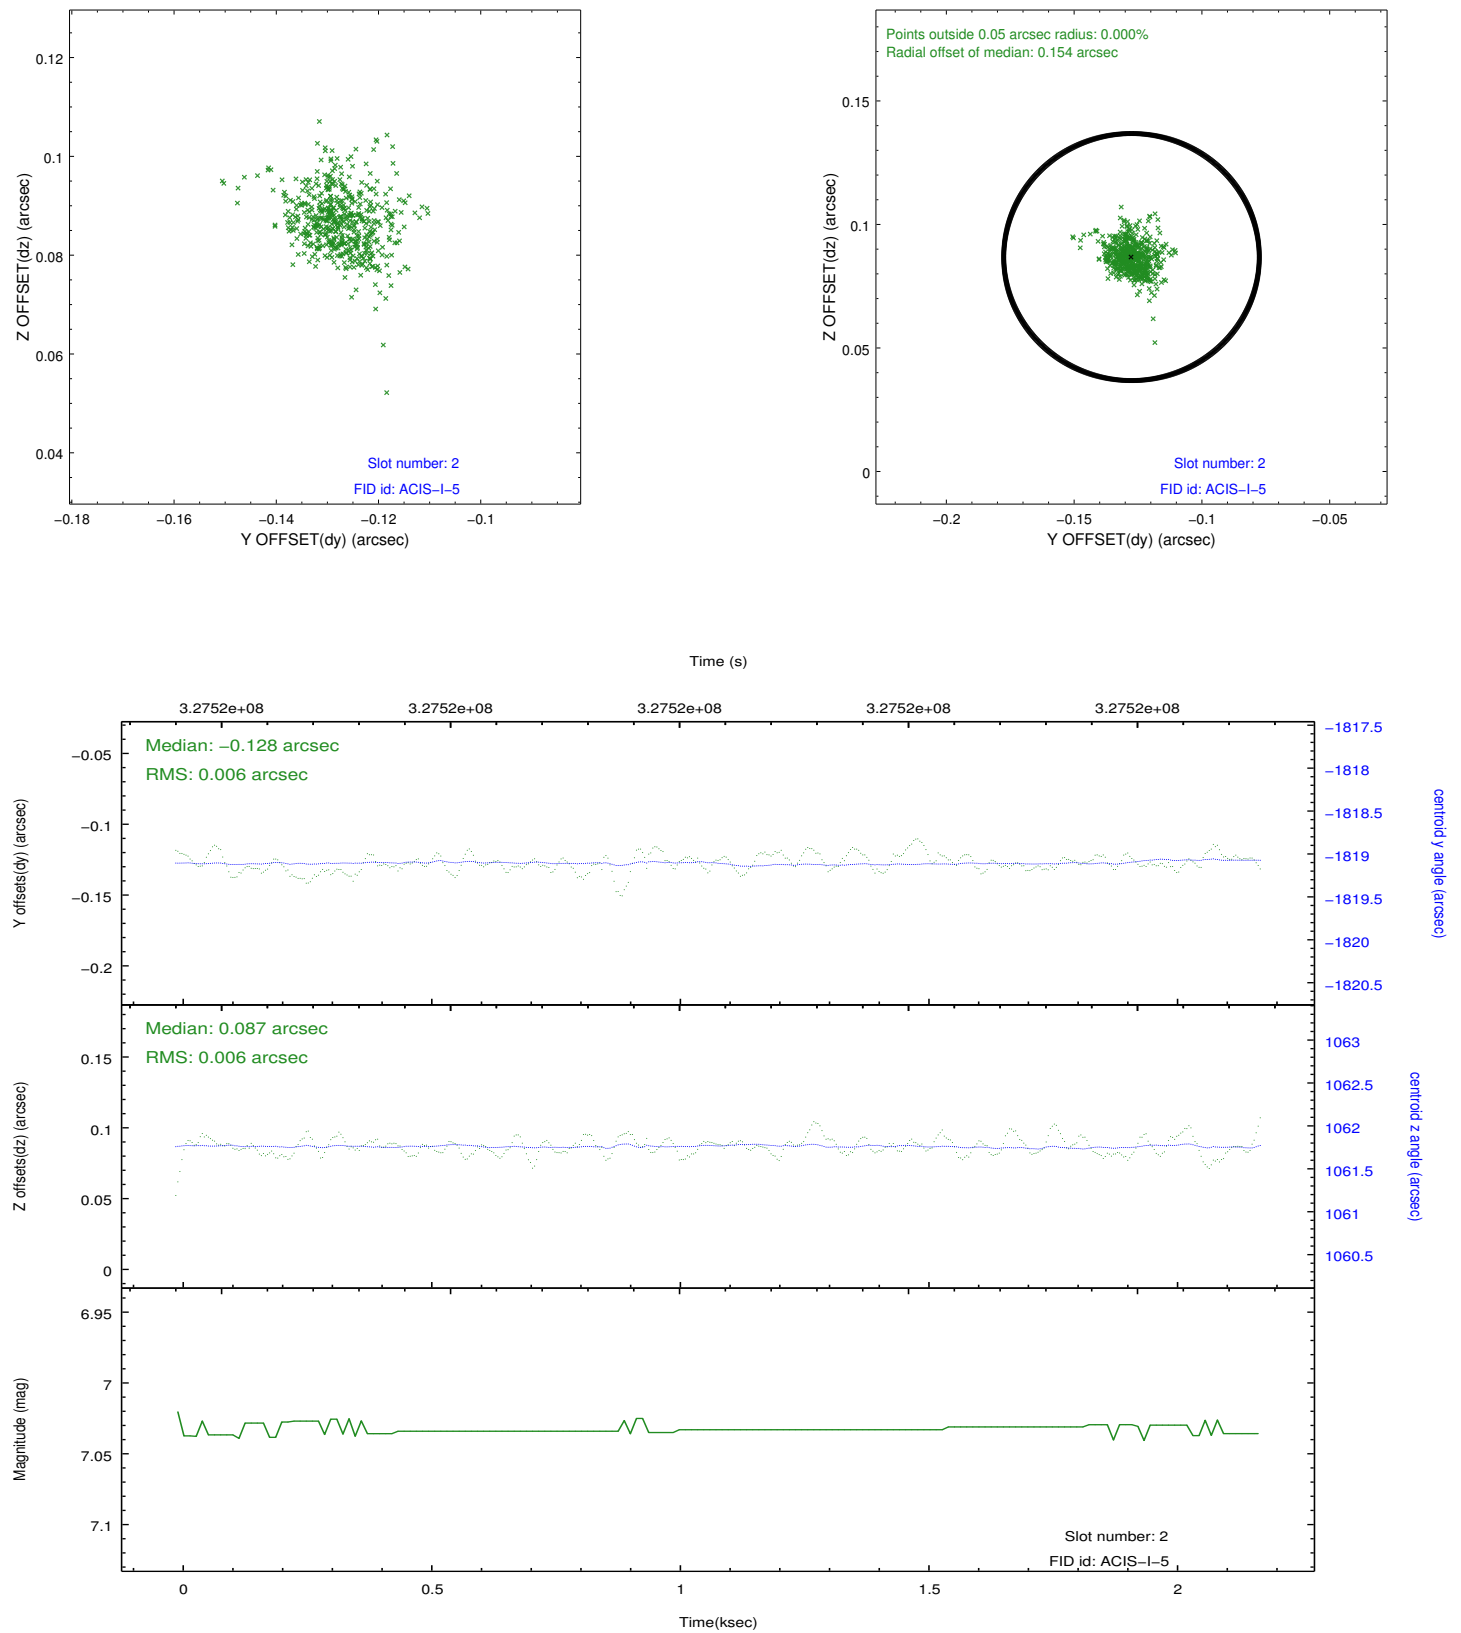 0.12
0.1
0.08
0.06
0.04
Z OFFSET(dz) (arcsec)
Slot number: 2
FID id: ACIS−I−5
−0.18 −0.16 −0.14 −0.12 −0.1
Y OFFSET(dy) (arcsec)
Points outside 0.05 arcsec radius: 0.000%
Radial offset of median: 0.154 arcsec
0.15
0.1
0.05
0
Z OFFSET(dz) (arcsec)
Slot number: 2
FID id: ACIS−I−5
−0.2 −0.15 −0.1 −0.05
Y OFFSET(dy) (arcsec)
Time (s)
3.2752e+08 3.2752e+08 3.2752e+08 3.2752e+08 3.2752e+08
Median: −0.128 arcsec
RMS: 0.006 arcsec
−0.05
−0.1
−0.15
−0.2
Y offsets(dy) (arcsec)
−1817.5
−1818
−1818.5
−1819
−1819.5
−1820
−1820.5
centroid y angle (arcsec)
Median: 0.087 arcsec
RMS: 0.006 arcsec
0.15
0.1
0.05
0
Z offsets(dz) (arcsec)
1063
1062.5
1062
1061.5
1061
1060.5
centroid z angle (arcsec)
6.95
7
7.05
7.1
Magnitude (mag)
Slot number: 2
FID id: ACIS−I−5
0 0.5 1 1.5 2
Time(ksec)